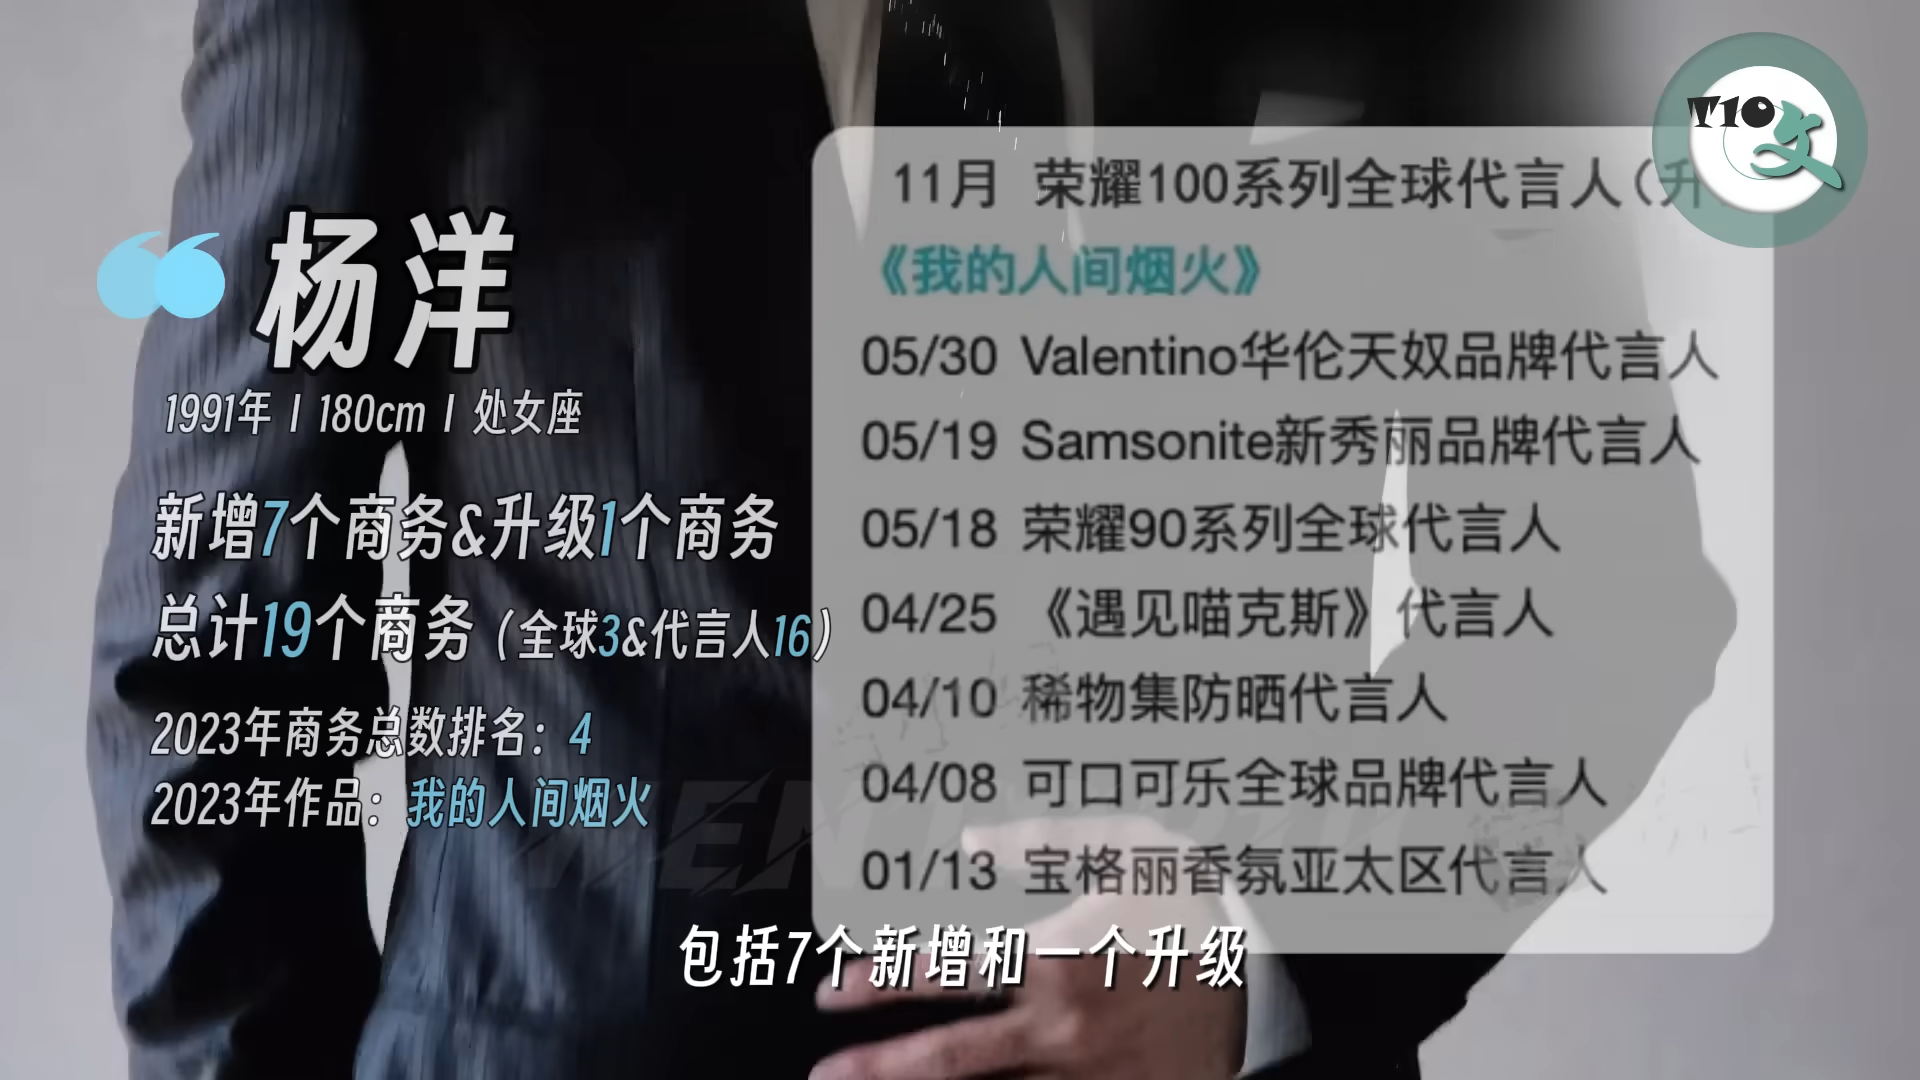 杨洋
1991年 I 180cm I 处女座
新增7个商务&升级1个商务
总计19个商务（全球3&代言人16）
2023年商务总数排名：4
2023年作品：我的人间烟火
11月 荣耀100系列全球代言人（升
《我的人间烟火》
05/30 Valentino华伦天奴品牌代言人
05/19 Samsonite新秀丽品牌代言人
05/18 荣耀90系列全球代言人
04/25 《遇见喵克斯》代言人
04/10 稀物集防晒代言人
04/08 可口可乐全球品牌代言人
01/13 宝格丽香氛亚太区代言人
包括7个新增和一个升级
T10文